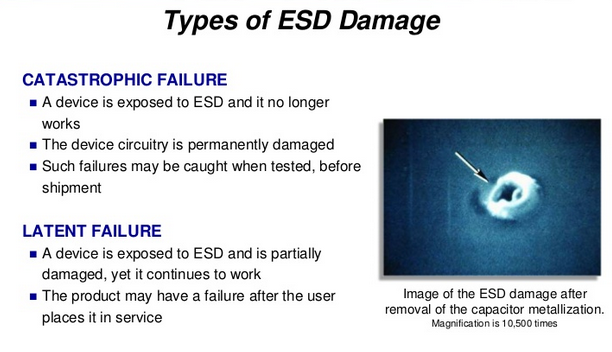 Types of ESD Damage
CATASTROPHIC FAILURE
■ A device is exposed to ESD and it no longer
works
■ The device circuitry is permanently damaged
■ Such failures may be caught when tested, before
shipment
LATENT FAILURE
■ A device is exposed to ESD and is partially
damaged, yet it continues to work
■ The product may have a failure after the user
places it in service
Image of the ESD damage after
removal of the capacitor metallization.
Magnification is 10,500 times